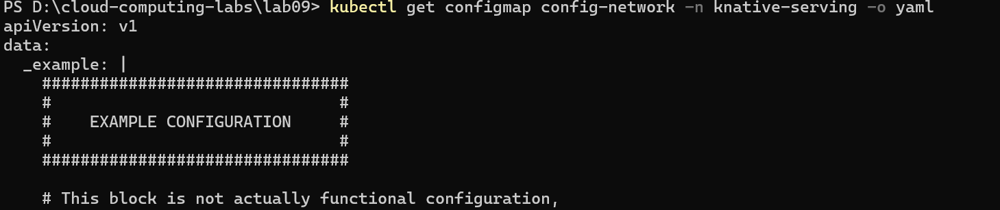 PS D:\cloud-computing-labs\lab09> kubectl get configmap config-network -n knative-serving -o yaml
apiVersion: v1
data:
  _example: |
    ################################
    #                              #
    #    EXAMPLE CONFIGURATION     #
    #                              #
    ################################

    # This block is not actually functional configuration,